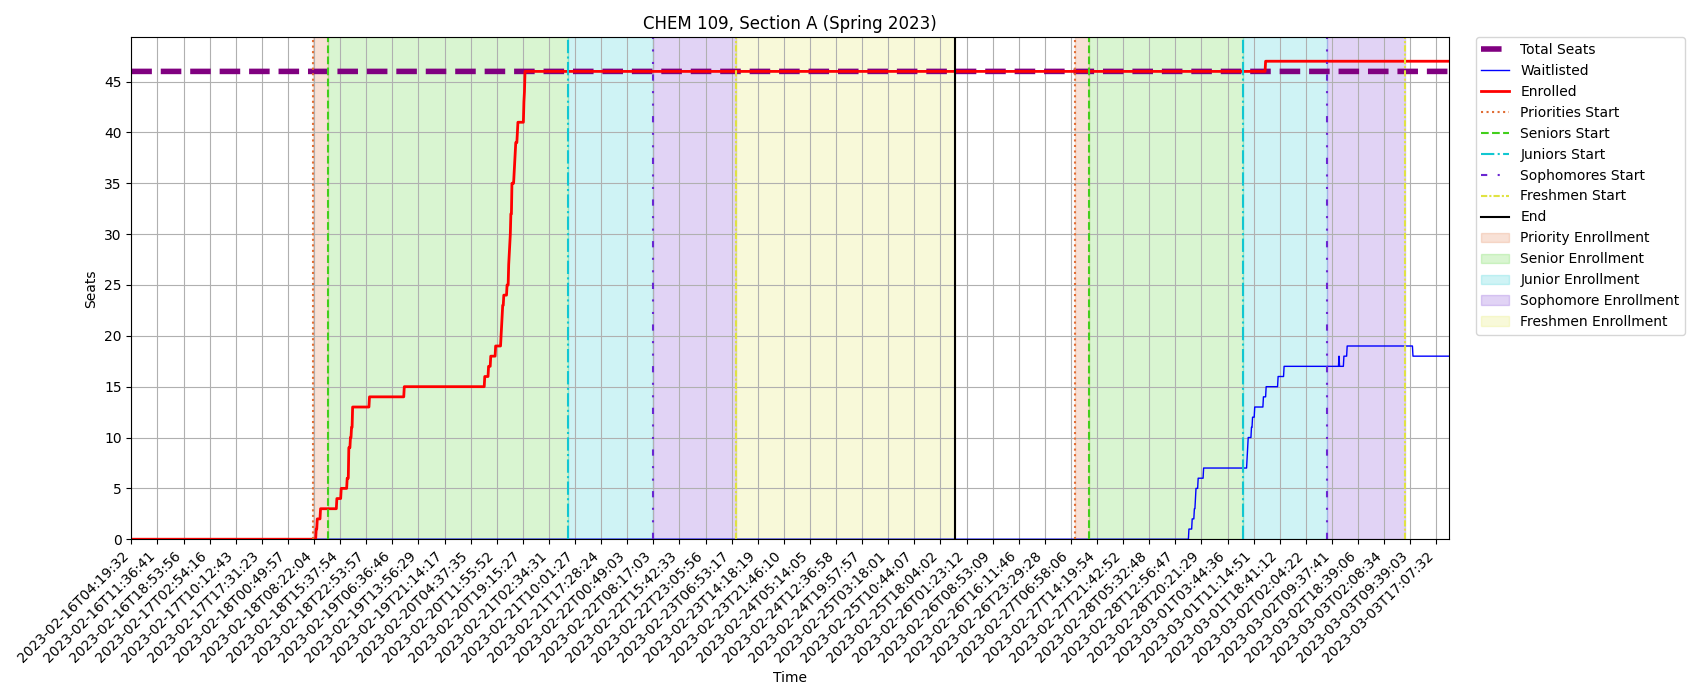 CHEM 109, Section A (Spring 2023)
Seats
45
40
35
30
25
20
15
10
5
0
2023-02-16T04:19:32
2023-02-16T11:36:41
2023-02-16T18:53:56
2023-02-17T02:54:16
2023-02-17T10:12:43
2023-02-17T17:31:23
2023-02-18T00:49:57
2023-02-18T08:22:04
2023-02-18T15:37:54
2023-02-18T22:53:57
2023-02-19T06:36:46
2023-02-19T13:56:29
2023-02-19T21:14:17
2023-02-20T04:37:35
2023-02-20T11:55:52
2023-02-20T19:15:27
2023-02-21T02:34:31
2023-02-21T10:01:27
2023-02-21T17:28:24
2023-02-22T00:49:03
2023-02-22T08:17:03
2023-02-22T15:42:33
2023-02-22T23:05:56
2023-02-23T06:53:17
2023-02-23T14:18:19
2023-02-23T21:46:10
2023-02-24T05:14:05
2023-02-24T12:36:58
2023-02-24T19:57:57
2023-02-25T03:18:01
2023-02-25T10:44:07
2023-02-25T18:04:02
2023-02-26T01:23:12
2023-02-26T08:53:09
2023-02-26T16:11:46
2023-02-26T23:29:28
2023-02-27T06:58:06
2023-02-27T14:19:54
2023-02-27T21:42:52
2023-02-28T05:32:48
2023-02-28T12:56:47
2023-02-28T20:21:29
2023-03-01T03:44:36
2023-03-01T11:14:51
2023-03-01T18:41:12
2023-03-02T02:04:22
2023-03-02T09:37:41
2023-03-02T18:39:06
2023-03-03T02:08:34
2023-03-03T09:39:03
2023-03-03T17:07:32
Time
Total Seats
Waitlisted
Enrolled
Priorities Start
Seniors Start
Juniors Start
Sophomores Start
Freshmen Start
End
Priority Enrollment
Senior Enrollment
Junior Enrollment
Sophomore Enrollment
Freshmen Enrollment